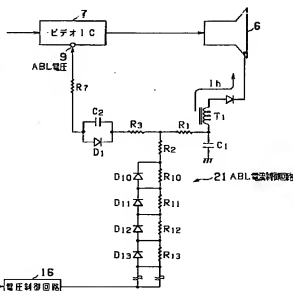 7
ビデオIC
6
9
ABL電圧
Ih
R7
C2
D1
R3
R1
T1
R2
C1
D10
R10
21 ABL電流制御回路
D11
R11
D12
R12
D13
R13
16
電圧制御回路